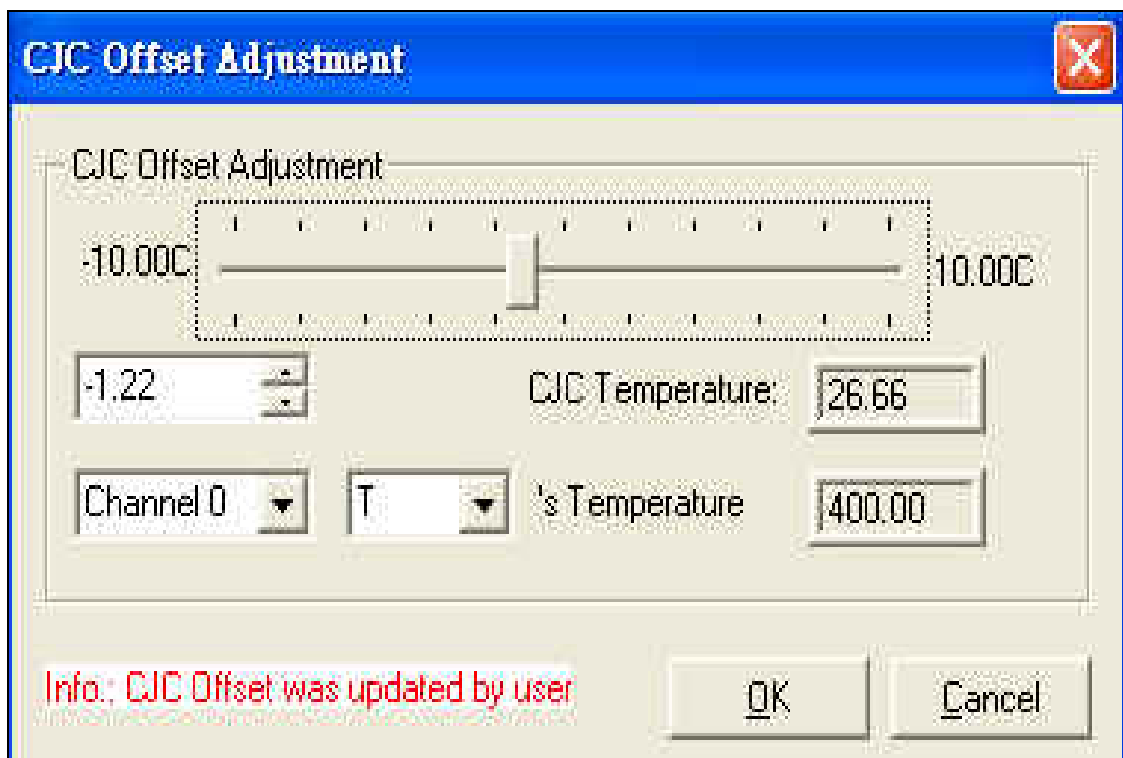 CJC Offset Adjustment
CJC Offset Adjustment
-10.00C
10.00C
-1.22
CJC Temperature:
26.66
Channel 0
T
's Temperature
400.00
Info.: CJC Offset was updated by user
OK
Cancel